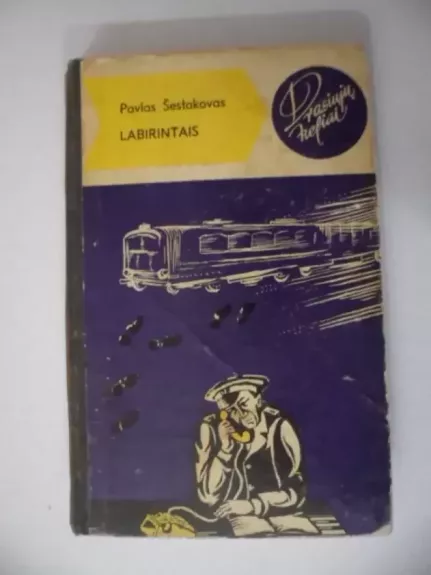 Pavlas Šestakovas
LABIRINTAIS
Drąsiųjų
keliai